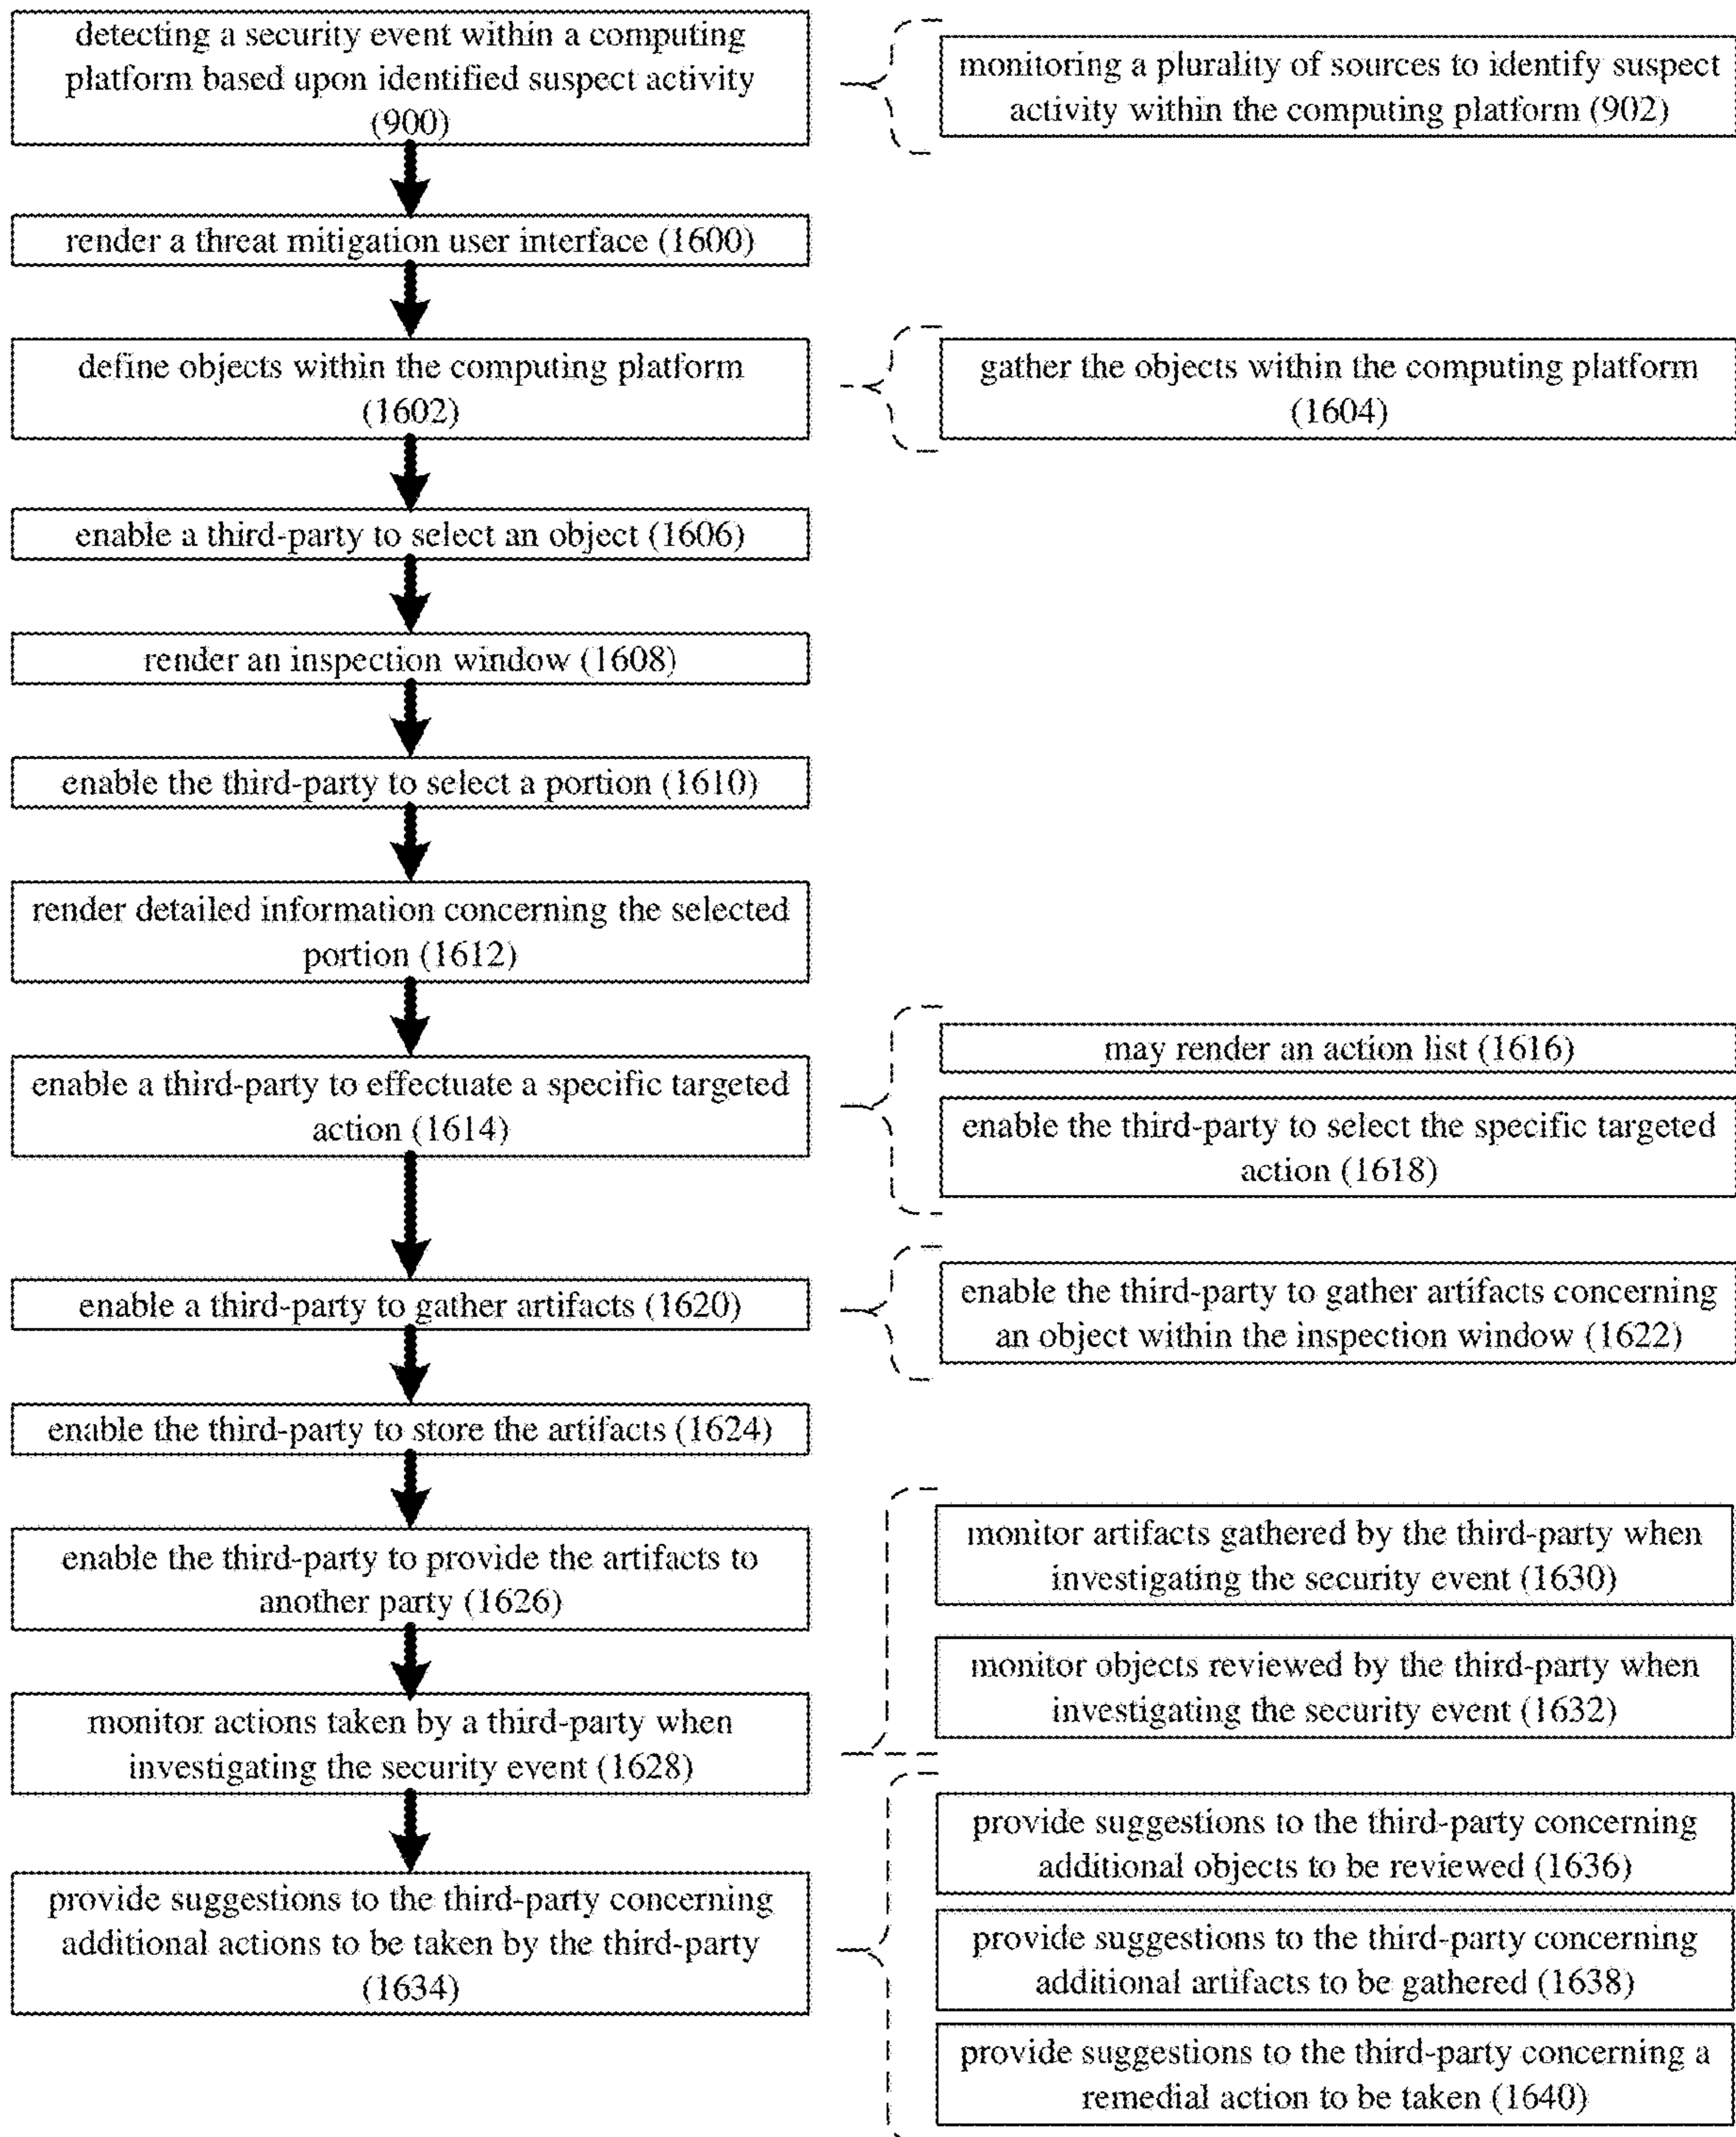 detecting a security event within a computing
platform based upon identified suspect activity
(900)
monitoring a plurality of sources to identify suspect
activity within the computing platform (902)
render a threat mitigation user interface (1600)
define objects within the computing platform
(1602)
gather the objects within the computing platform
(1604)
enable a third-party to select an object (1606)
render an inspection window (1608)
enable the third-party to select a portion (1610)
render detailed information concerning the selected
portion (1612)
enable a third-party to effectuate a specific targeted
action (1614)
may render an action list (1616)
enable the third-party to select the specific targeted
action (1618)
enable a third-party to gather artifacts (1620)
enable the third-party to gather artifacts concerning
an object within the inspection window (1622)
enable the third-party to store the artifacts (1624)
enable the third-party to provide the artifacts to
another party (1626)
monitor actions taken by a third-party when
investigating the security event (1628)
monitor artifacts gathered by the third-party when
investigating the security event (1630)
monitor objects reviewed by the third-party when
investigating the security event (1632)
provide suggestions to the third-party concerning
additional actions to be taken by the third-party
(1634)
provide suggestions to the third-party concerning
additional objects to be reviewed (1636)
provide suggestions to the third-party concerning
additional artifacts to be gathered (1638)
provide suggestions to the third-party concerning a
remedial action to be taken (1640)